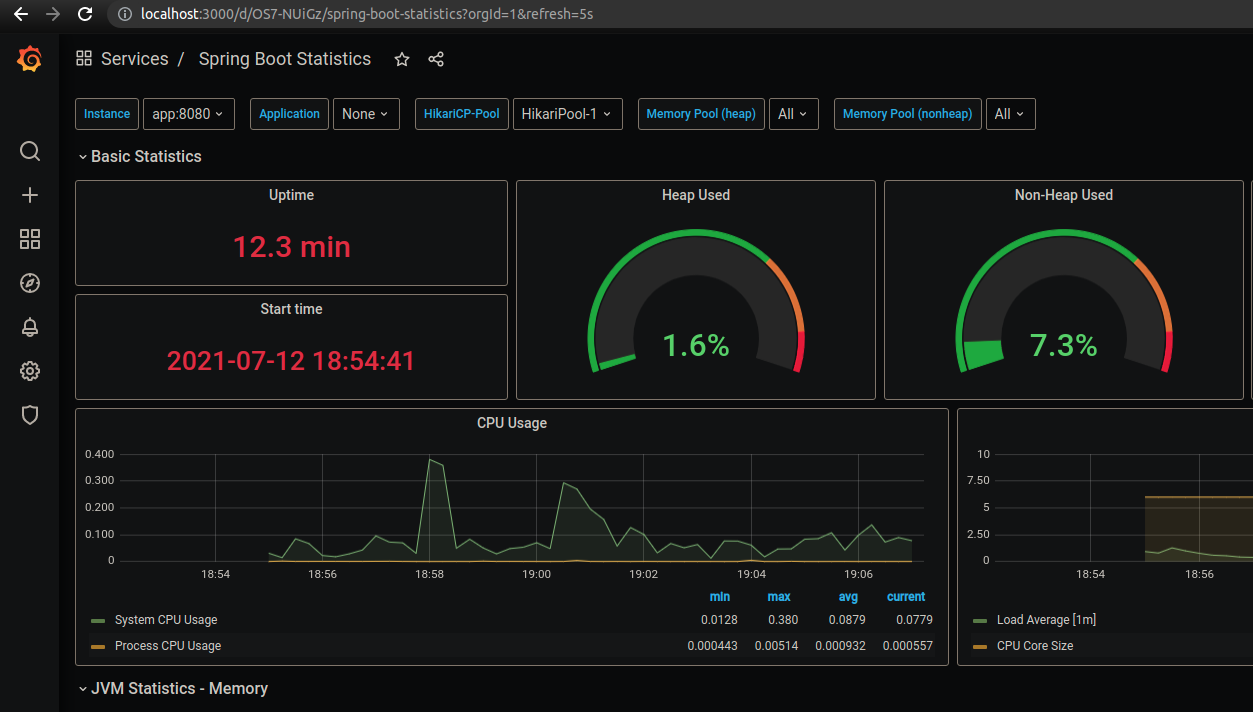 localhost:3000/d/OS7-NUiGz/spring-boot-statistics?orgId=1&refresh=5s
Services / Spring Boot Statistics
Instance app:8080 Application None HikariCP-Pool HikariPool-1 Memory Pool (heap) All Memory Pool (nonheap) All
Basic Statistics
Uptime
12.3 min
Start time
2021-07-12 18:54:41
Heap Used
1.6%
Non-Heap Used
7.3%
CPU Usage
0.400
0.300
0.200
0.100
0
18:54 18:56 18:58 19:00 19:02 19:04 19:06
min max avg current
System CPU Usage 0.0128 0.380 0.0879 0.0779
Process CPU Usage 0.000443 0.00514 0.000932 0.000557
10
7.50
5
2.50
0
18:54 18:56
Load Average [1m]
CPU Core Size
JVM Statistics - Memory